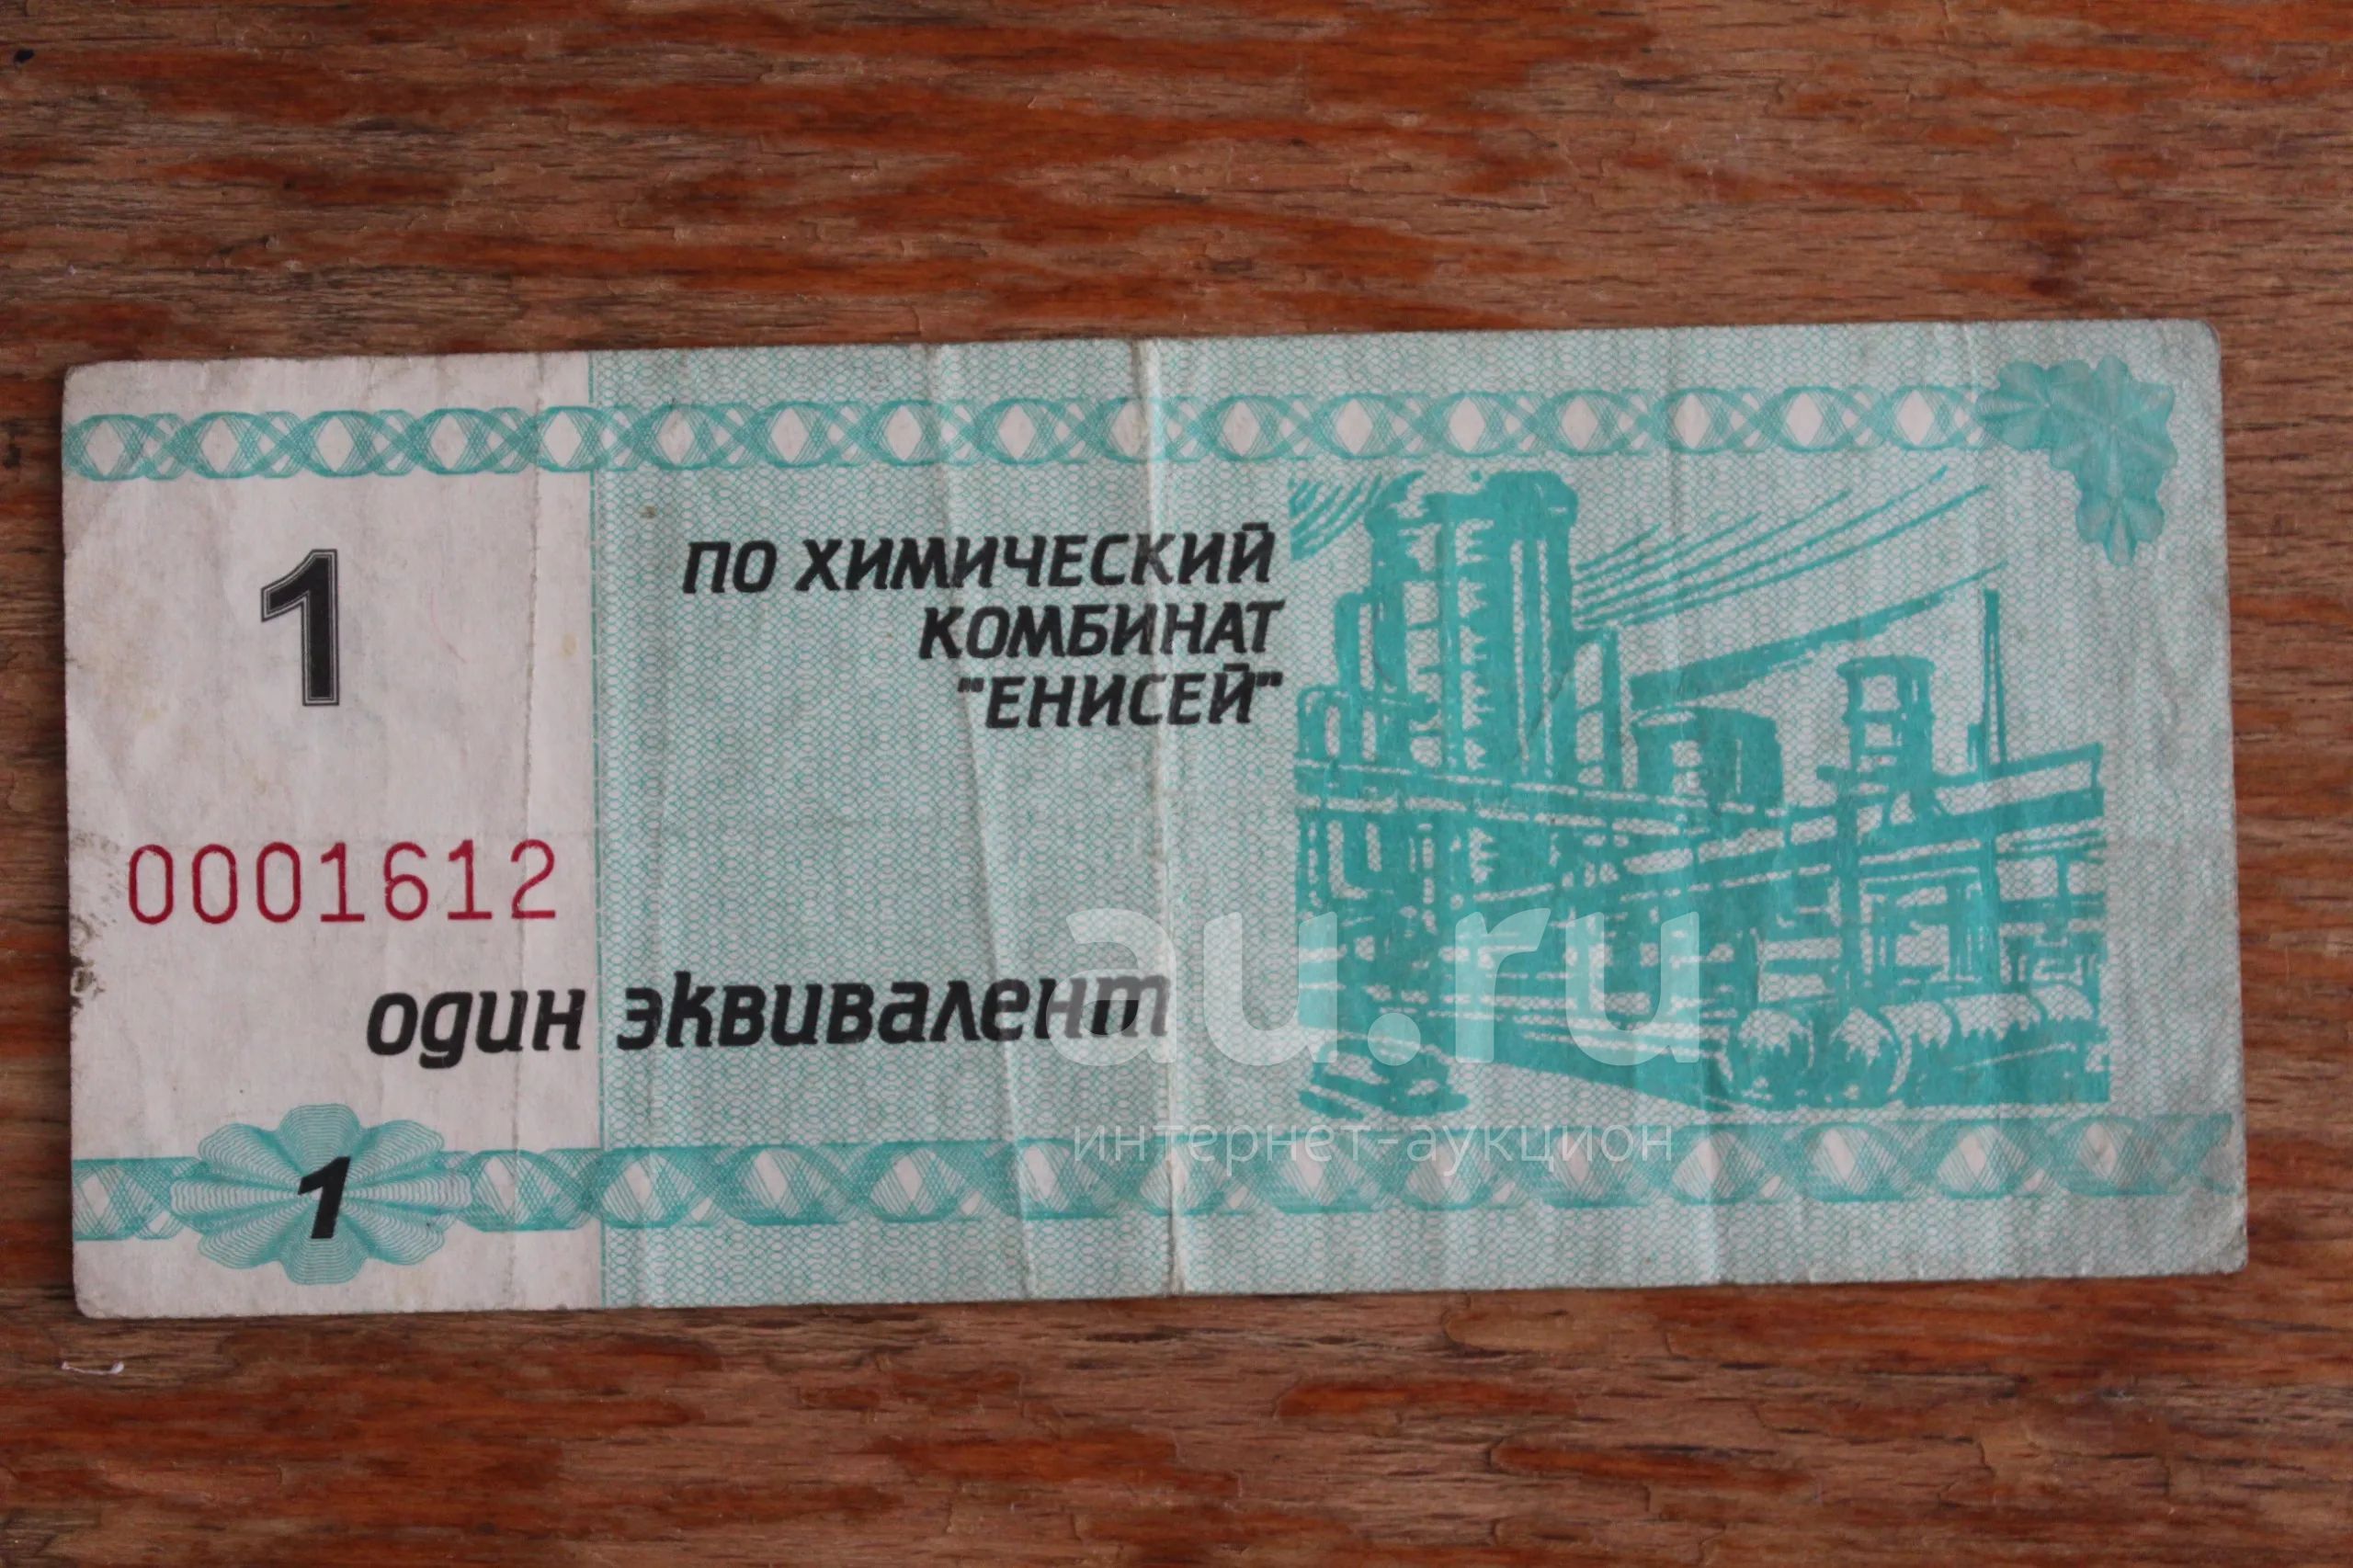 1
ПО ХИМИЧЕСКИЙ
КОМБИНАТ
"ЕНИСЕЙ"
0001612
один эквивалент
1
au.ru
интернет-аукцион